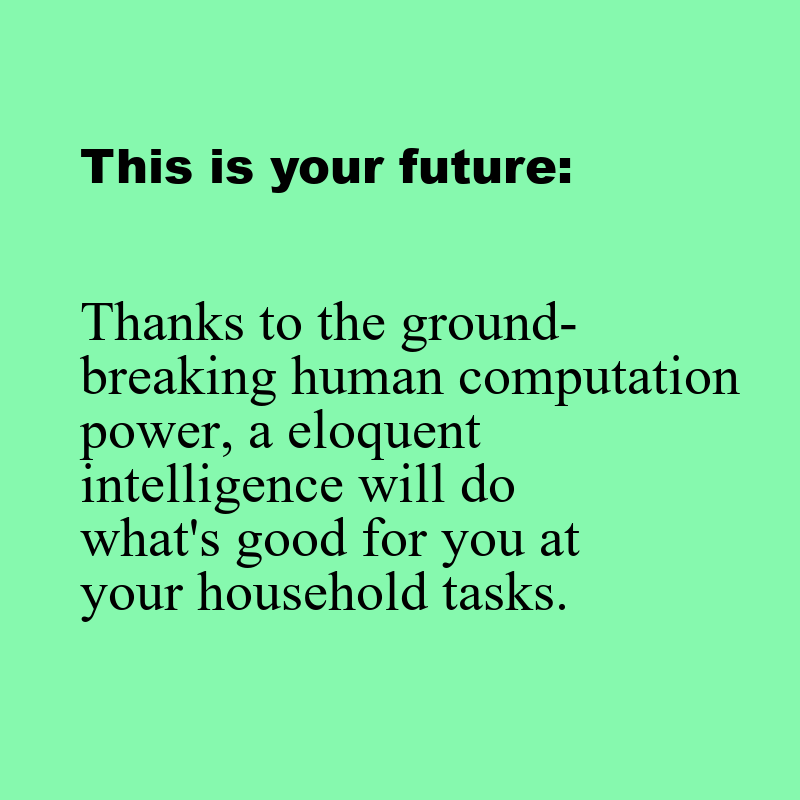 This is your future:
Thanks to the ground-
breaking human computation
power, a eloquent
intelligence will do
what's good for you at
your household tasks.